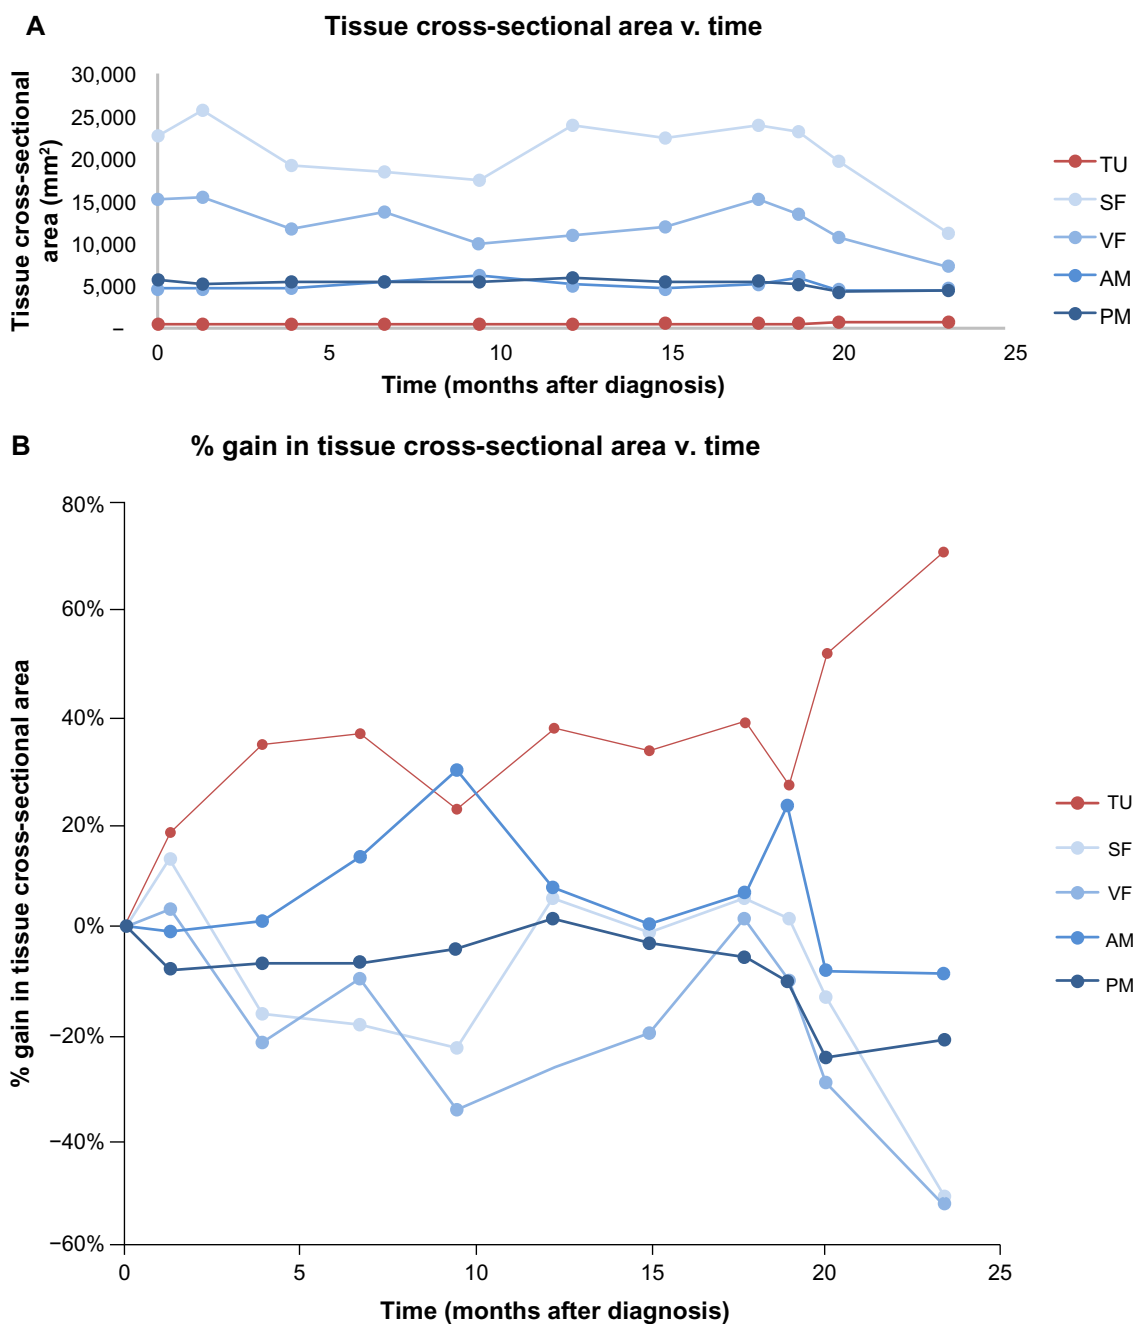 A
Tissue cross-sectional area v. time
Tissue cross-sectional
area (mm²)
30,000
25,000
20,000
15,000
10,000
5,000
–
0
5
10
15
20
25
Time (months after diagnosis)
TU
SF
VF
AM
PM
B
% gain in tissue cross-sectional area v. time
% gain in tissue cross-sectional area
80%
60%
40%
20%
0%
−20%
−40%
−60%
0
5
10
15
20
25
Time (months after diagnosis)
TU
SF
VF
AM
PM